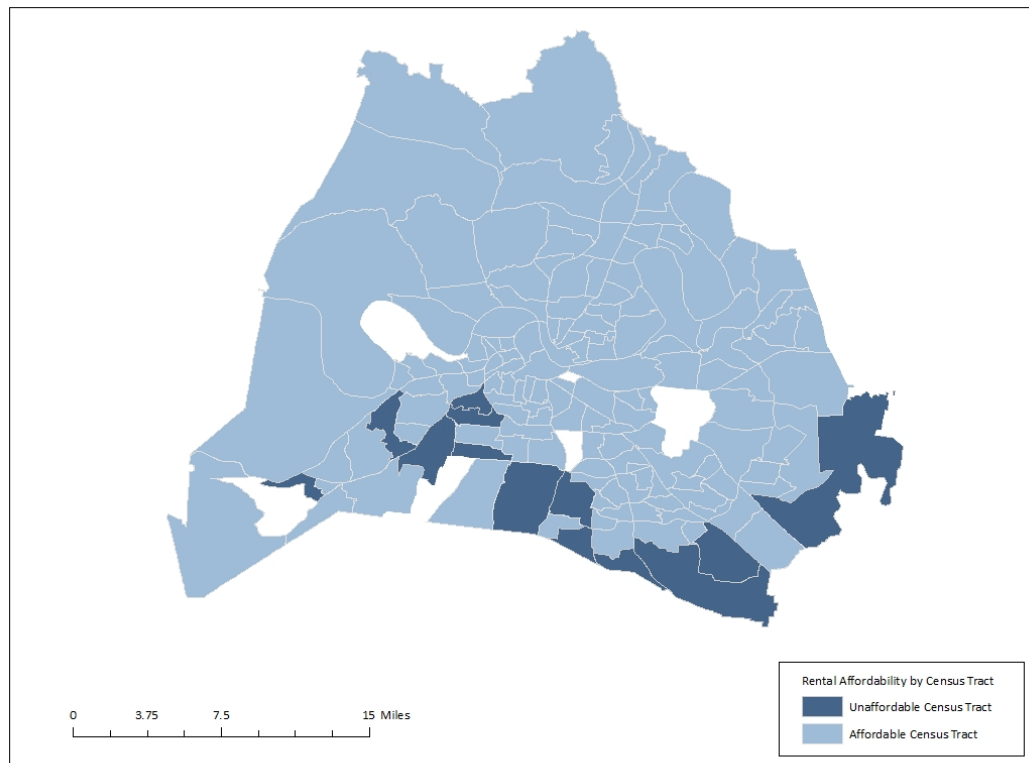 Rental Affordability by Census Tract
Unaffordable Census Tract
Affordable Census Tract
0 3.75 7.5 15 Miles